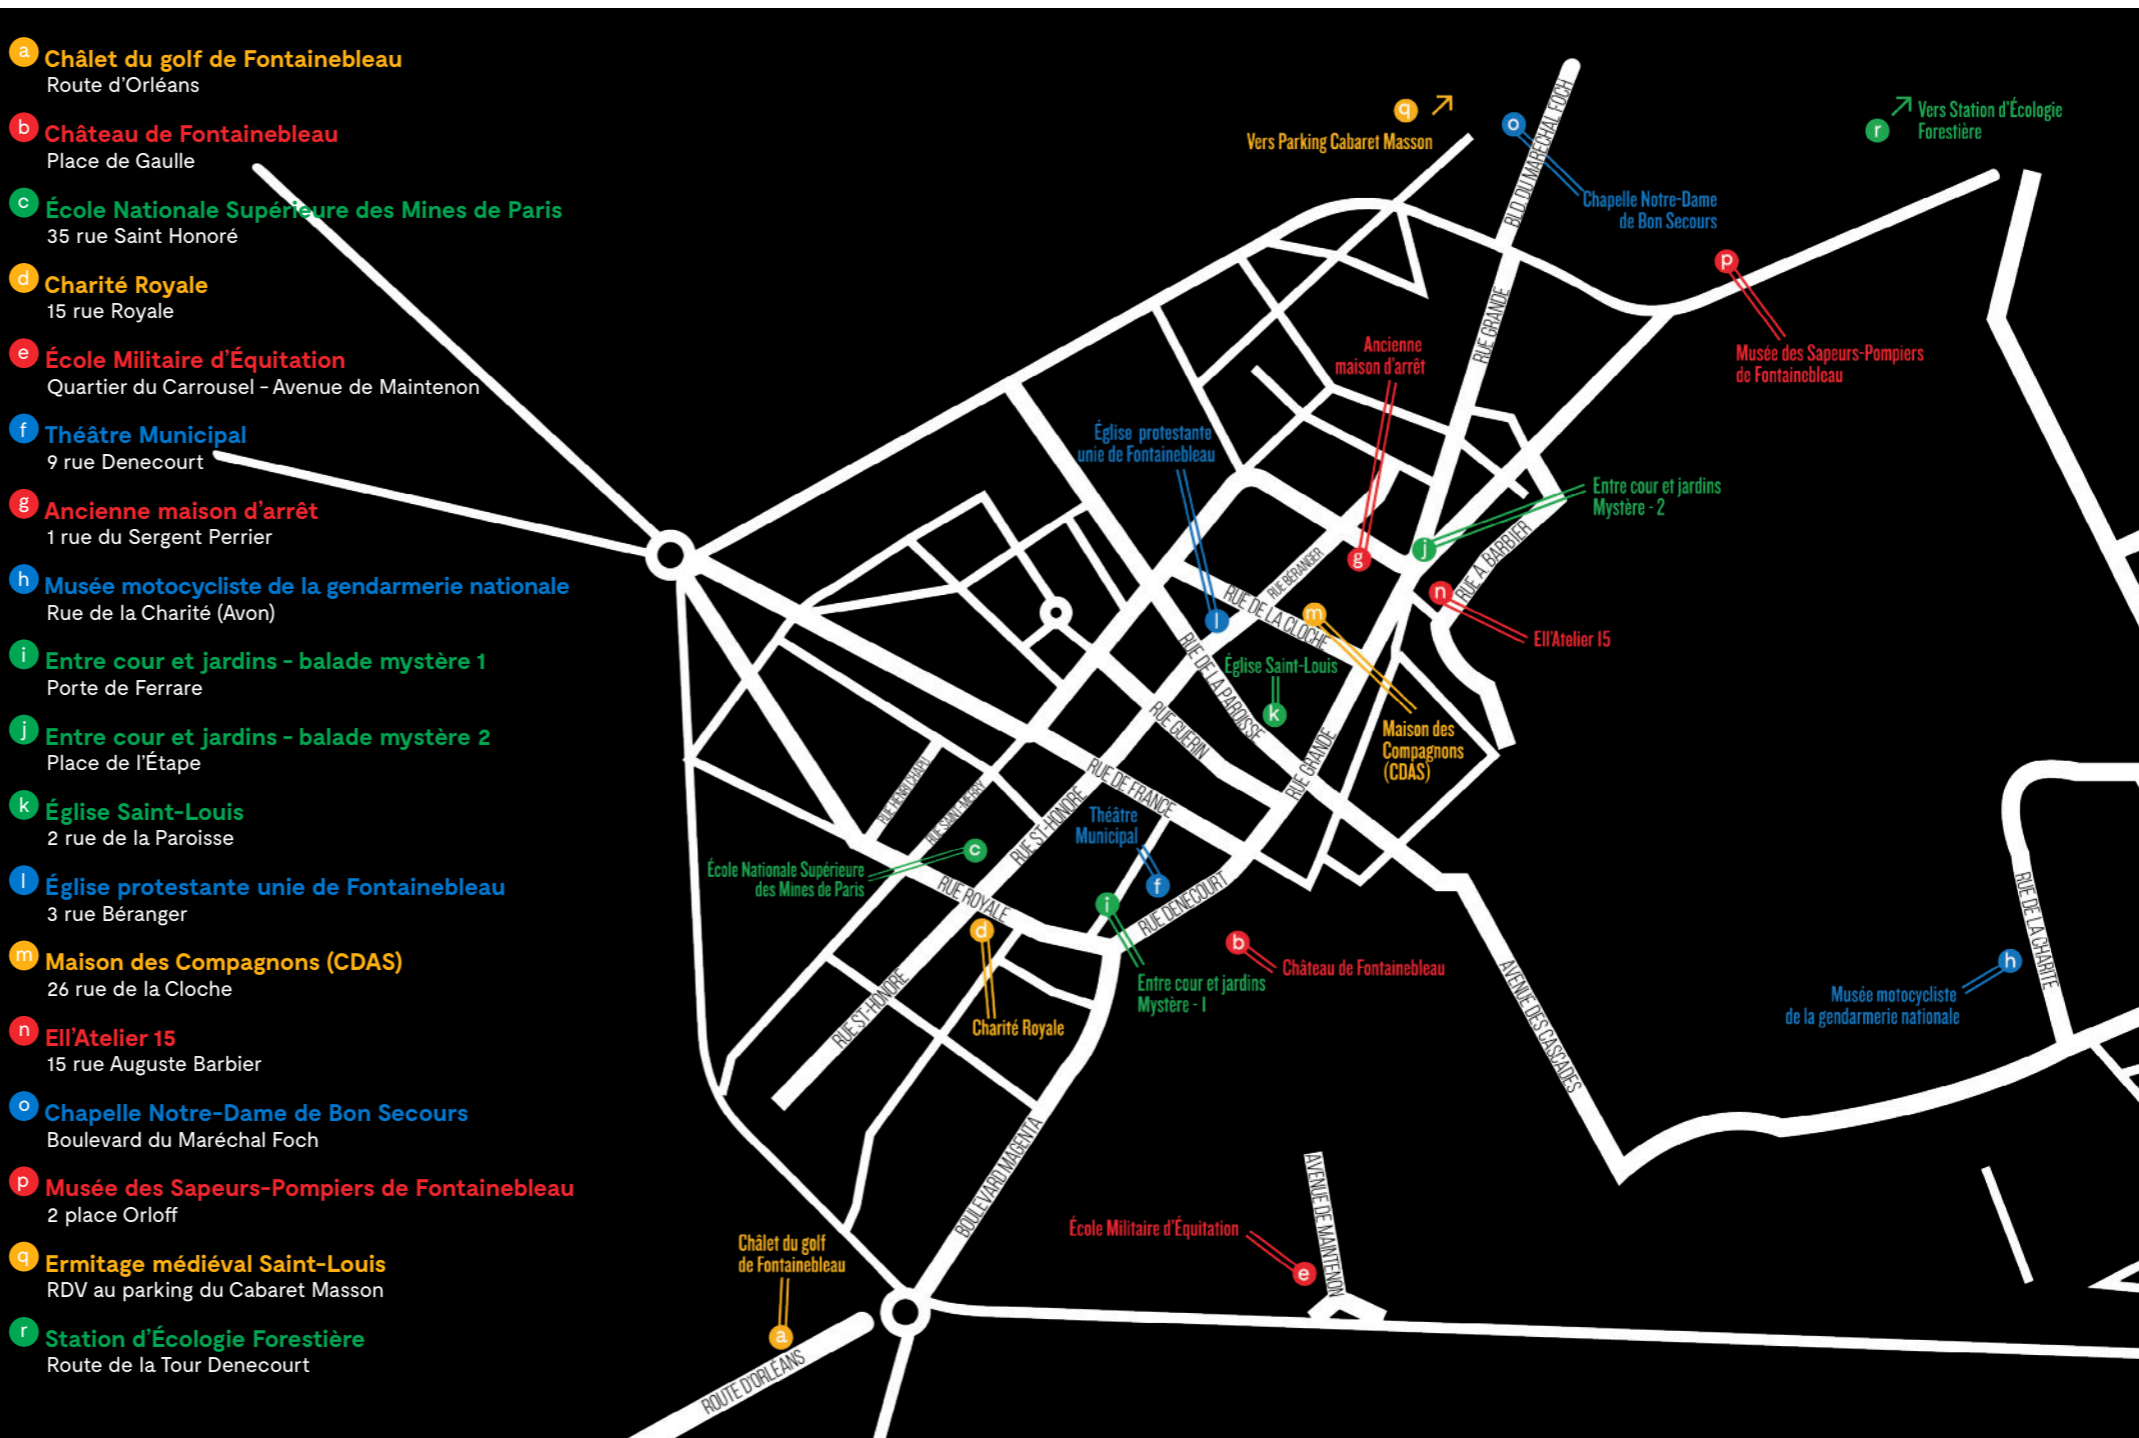 a Châlet du golf de Fontainebleau
Route d'Orléans
b Château de Fontainebleau
Place de Gaulle
c École Nationale Supérieure des Mines de Paris
35 rue Saint Honoré
d Charité Royale
15 rue Royale
e École Militaire d'Équitation
Quartier du Carrousel - Avenue de Maintenon
f Théâtre Municipal
9 rue Denecourt
g Ancienne maison d'arrêt
1 rue du Sergent Perrier
h Musée motocycliste de la gendarmerie nationale
Rue de la Charité (Avon)
i Entre cour et jardins - balade mystère 1
Porte de Ferrare
j Entre cour et jardins - balade mystère 2
Place de l'Étape
k Église Saint-Louis
2 rue de la Paroisse
l Église protestante unie de Fontainebleau
3 rue Béranger
m Maison des Compagnons (CDAS)
26 rue de la Cloche
n Ell'Atelier 15
15 rue Auguste Barbier
o Chapelle Notre-Dame de Bon Secours
Boulevard du Maréchal Foch
p Musée des Sapeurs-Pompiers de Fontainebleau
2 place Orloff
q Ermitage médiéval Saint-Louis
RDV au parking du Cabaret Masson
r Station d'Écologie Forestière
Route de la Tour Denecourt
q
Vers Parking Cabaret Masson
o
BLD. DU MARECHAL FOCH
Chapelle Notre-Dame
de Bon Secours
r
Vers Station d'Écologie
Forestière
p
Musée des Sapeurs-Pompiers
de Fontainebleau
RUE GRANDE
Ancienne
maison d'arrêt
g
Église protestante
unie de Fontainebleau
l
Entre cour et jardins
Mystère - 2
j
RUE A. BARBIER
n
Ell'Atelier 15
RUE BÉRANGER
RUE DE LA CLOCHE
m
Maison des
Compagnons
(CDAS)
Église Saint-Louis
k
RUE DE LA PAROISSE
RUE GUERIN
RUE GRANDE
RUE DE FRANCE
RUE HENRI CHAPU
RUE SAINT-MERRY
RUE ST-HONORE
Théâtre
Municipal
f
École Nationale Supérieure
des Mines de Paris
c
RUE ROYALE
d
Charité Royale
i
Entre cour et jardins
Mystère - 1
RUE DENECOURT
b
Château de Fontainebleau
RUE ST-HONORE
AVENUE DES CASCADES
RUE DE LA CHARITE
h
Musée motocycliste
de la gendarmerie nationale
BOULEVARD MAGENTA
AVENUE DE MAINTENON
École Militaire d'Équitation
e
Châlet du golf
de Fontainebleau
a
ROUTE D'ORLÉANS